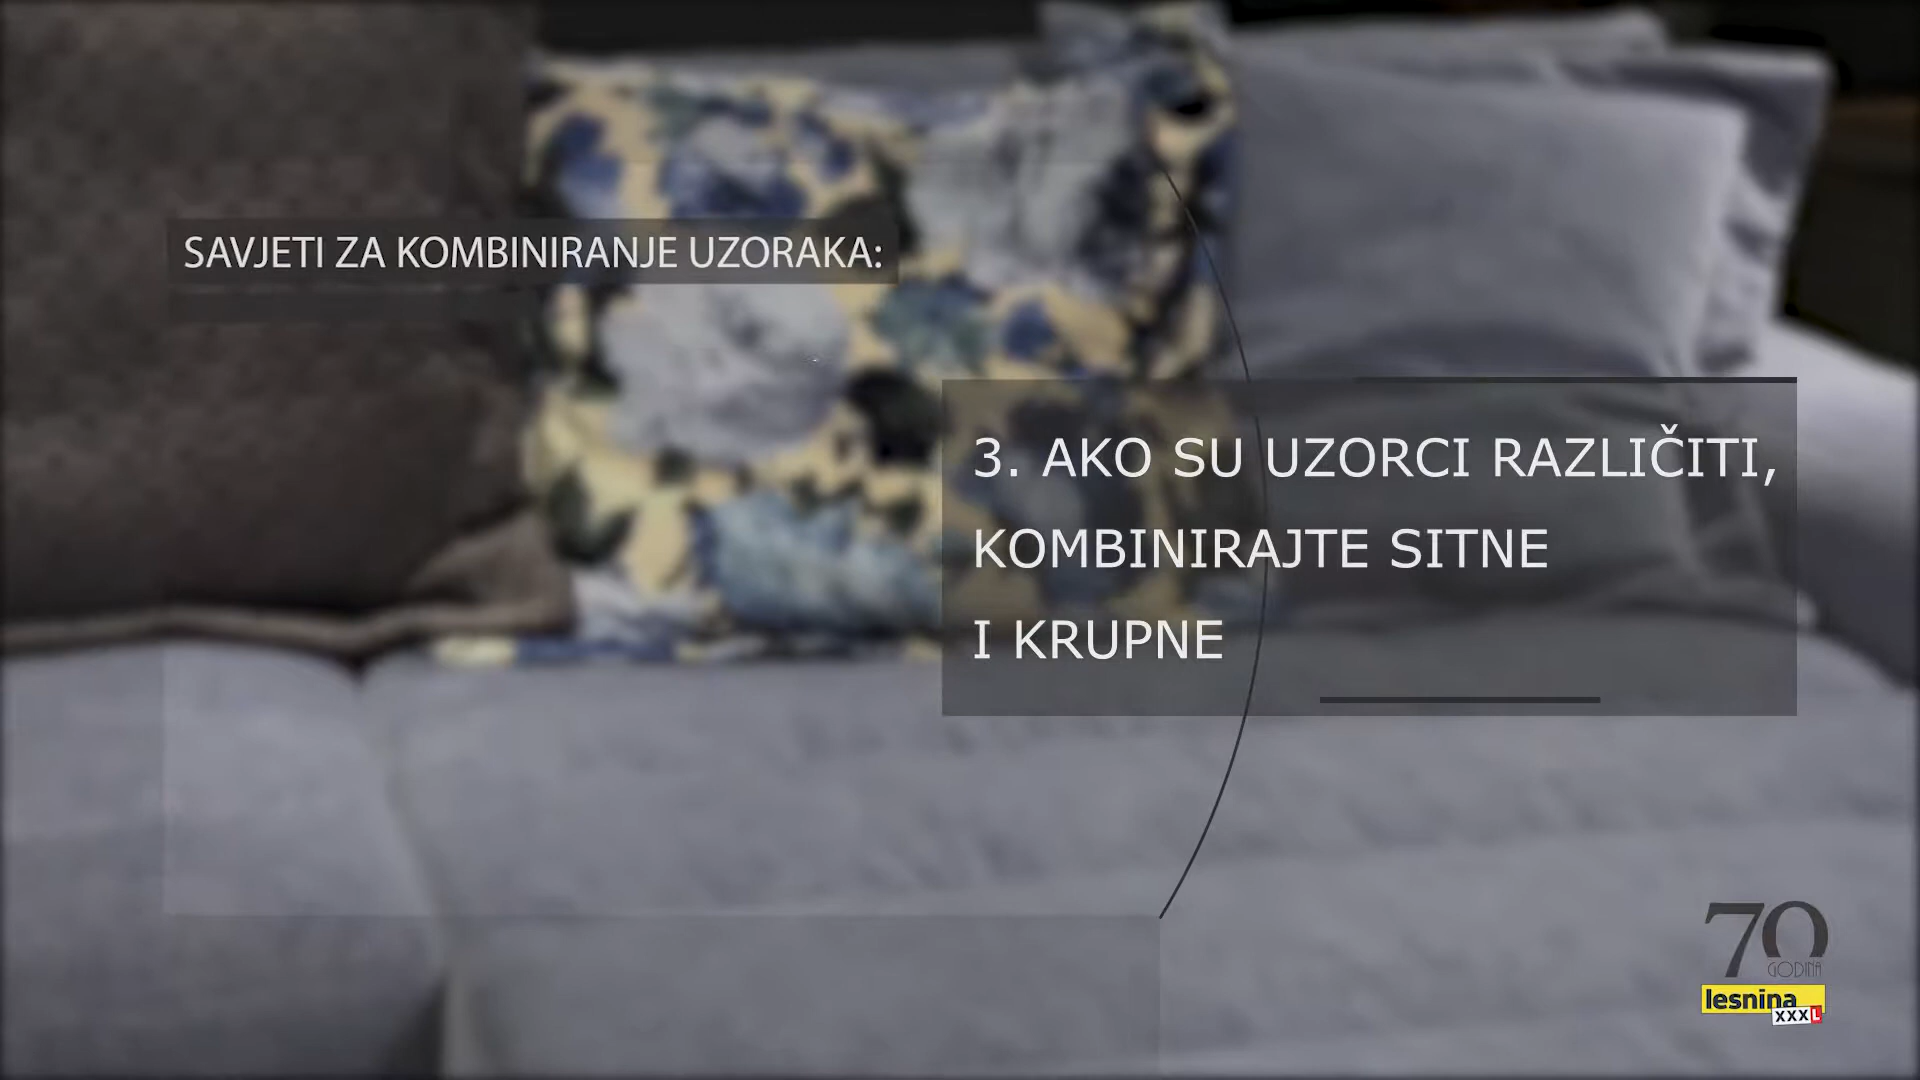 SAVJETI ZA KOMBINIRANJE UZORAKA:
3. AKO SU UZORCI RAZLIČITI,
KOMBINIRAJTE SITNE
I KRUPNE
70
GODINA
lesnina
XXXL